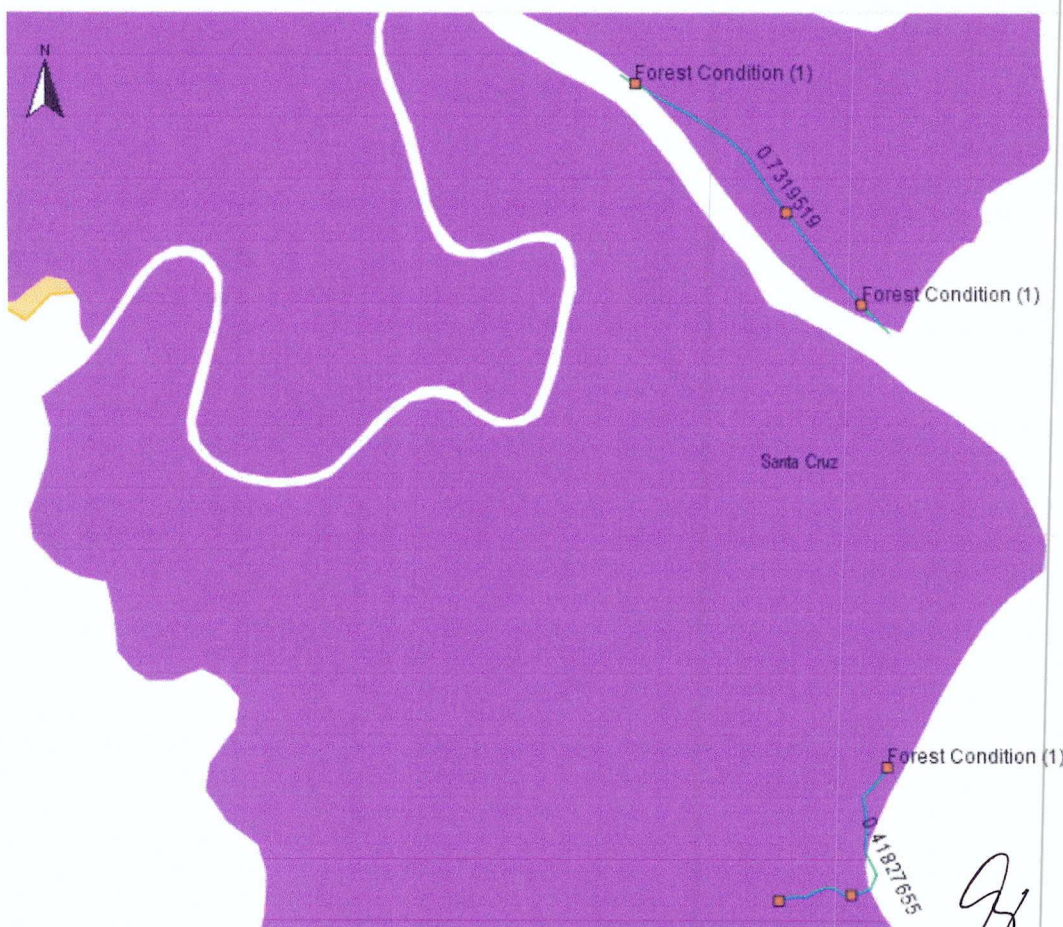 N
Forest Condition (1)
0.7319519
Forest Condition (1)
Santa Cruz
Forest Condition (1)
0.41827655